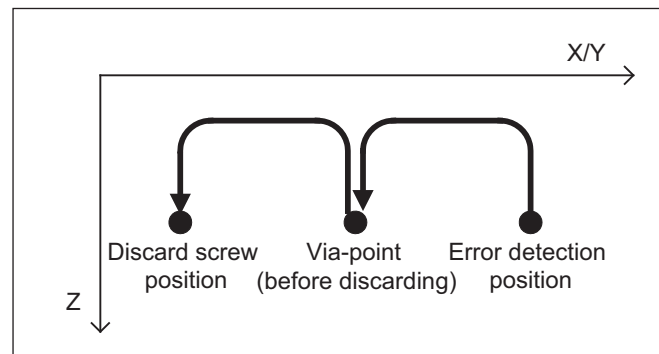 X/Y
Discard screw
position
Via-point
(before discarding)
Error detection
position
Z